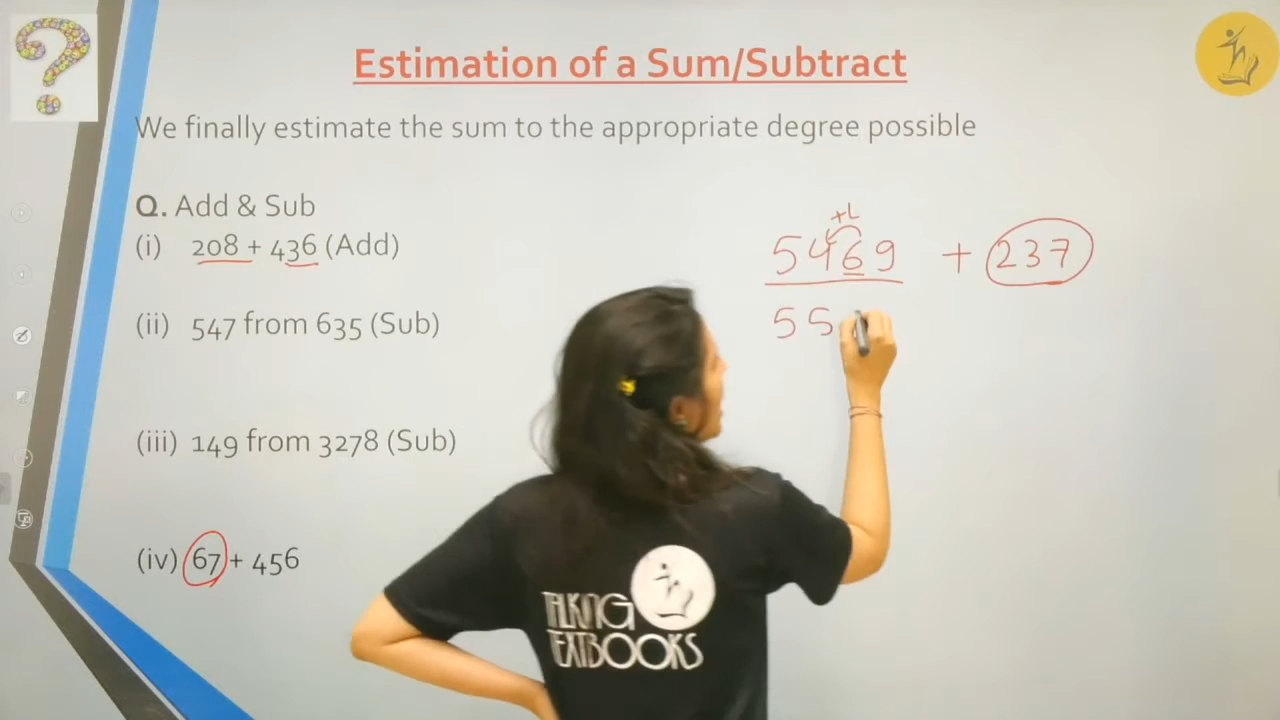 Estimation of a Sum/Subtract
We finally estimate the sum to the appropriate degree possible
Q. Add & Sub
(i) 208 + 436 (Add)
(ii) 547 from 635 (Sub)
(iii) 149 from 3278 (Sub)
(iv) 67 + 456
+1
5469 + 237
55
TALKING
TEXTBOOKS